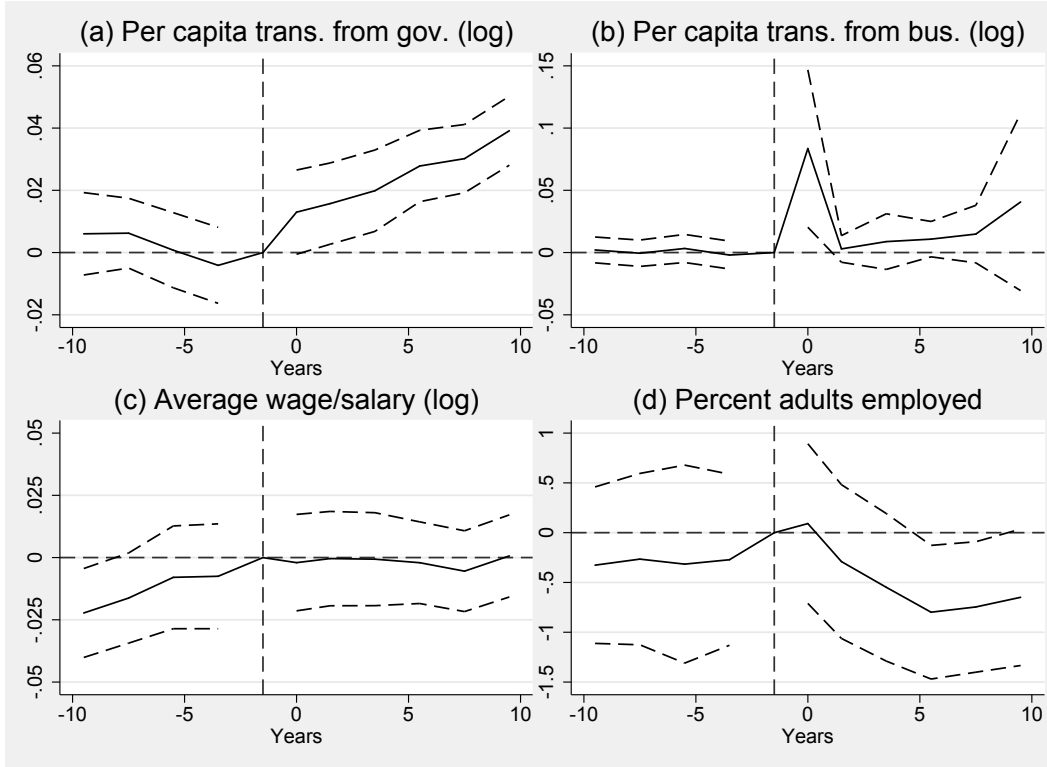 (a) Per capita trans. from gov. (log)
.06
.04
.02
0
-.02
-10 -5 0 5 10
Years
(b) Per capita trans. from bus. (log)
.15
.1
.05
0
-.05
-10 -5 0 5 10
Years
(c) Average wage/salary (log)
.05
.025
0
-.025
-.05
-10 -5 0 5 10
Years
(d) Percent adults employed
1
.5
0
-.5
-1
-1.5
-10 -5 0 5 10
Years